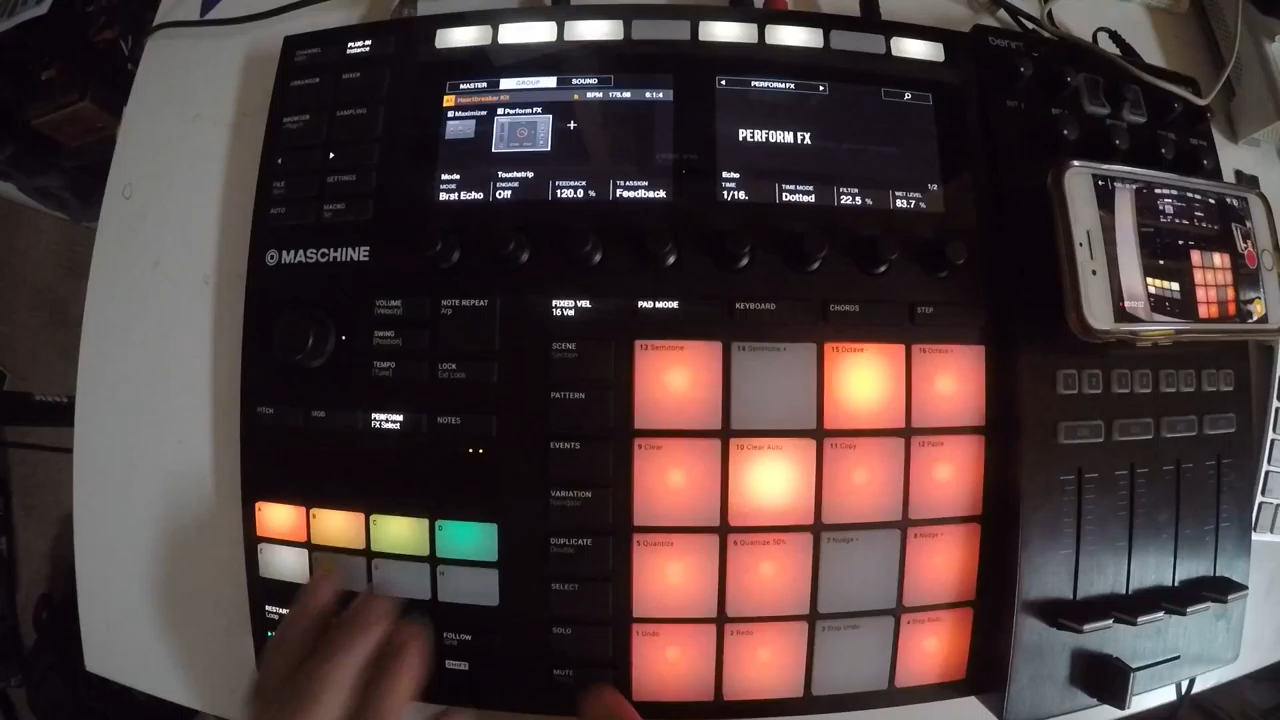 PLUG-IN
Instance
MIXER
ARRANGER
SAMPLING
BROWSER
FILE
SETTINGS
AUTO
MACRO
MASCHINE
MASTER
GROUP
SOUND
A1 Heartbreaker Kit
BPM 175.68
6:1:4
Maximizer
Perform FX
+
Mode
Touchstrip
MODE
ENGAGE
FEEDBACK
TS ASSIGN
Brst Echo
Off
120.0 %
Feedback
PERFORM FX
PERFORM FX
Echo
1/2
TIME
TIME MODE
FILTER
WET LEVEL
1/16.
Dotted
22.5 %
83.7 %
VOLUME
[Velocity]
NOTE REPEAT
Arp
SWING
[Position]
TEMPO
[Tune]
LOCK
Ext Lock
PITCH
MOD
PERFORM
FX Select
NOTES
A
B
C
D
H
FOLLOW
Grid
SHIFT
FIXED VEL
16 Vel
PAD MODE
KEYBOARD
CHORDS
STEP
SCENE
Section
PATTERN
EVENTS
VARIATION
Navigate
DUPLICATE
Double
SELECT
SOLO
MUTE
13 Semitone -
14 Semitone +
15 Octave -
16 Octave +
9 Clear
10 Clear Auto
11 Copy
12 Paste
5 Quantize
6 Quantize 50%
7 Nudge <
8 Nudge >
1 Undo
2 Redo
3 Step Undo
4 Step Redo